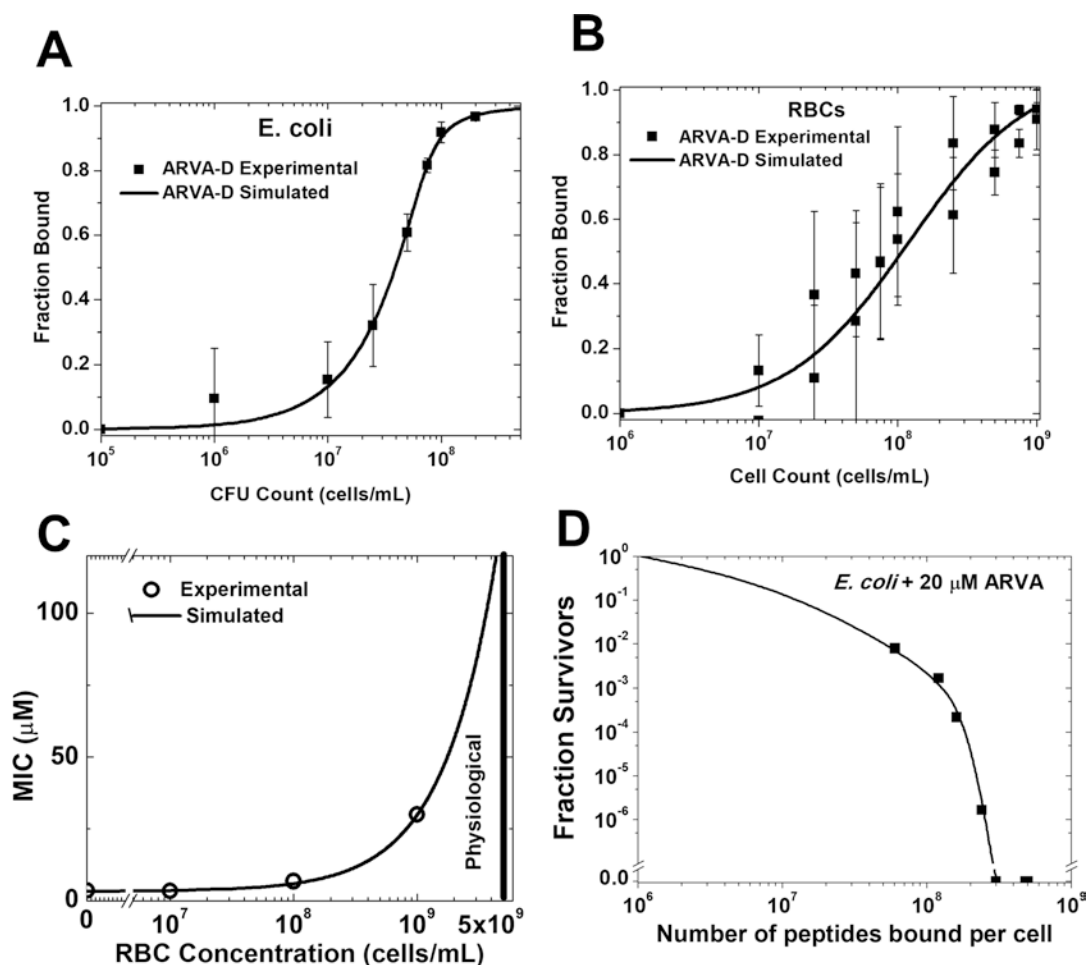 A
E. coli
ARVA-D Experimental
ARVA-D Simulated
Fraction Bound
1.0
0.8
0.6
0.4
0.2
0.0
10^5
10^6
10^7
10^8
CFU Count (cells/mL)
B
RBCs
ARVA-D Experimental
ARVA-D Simulated
Fraction Bound
1.0
0.8
0.6
0.4
0.2
0.0
10^6
10^7
10^8
10^9
Cell Count (cells/mL)
C
Experimental
Simulated
MIC (μM)
100
50
0
Physiological
0
10^7
10^8
10^9
5x10^9
RBC Concentration (cells/mL)
D
E. coli + 20 μM ARVA
Fraction Survivors
10^0
10^-1
10^-2
10^-3
10^-4
10^-5
10^-6
0.0
10^6
10^7
10^8
10^9
Number of peptides bound per cell